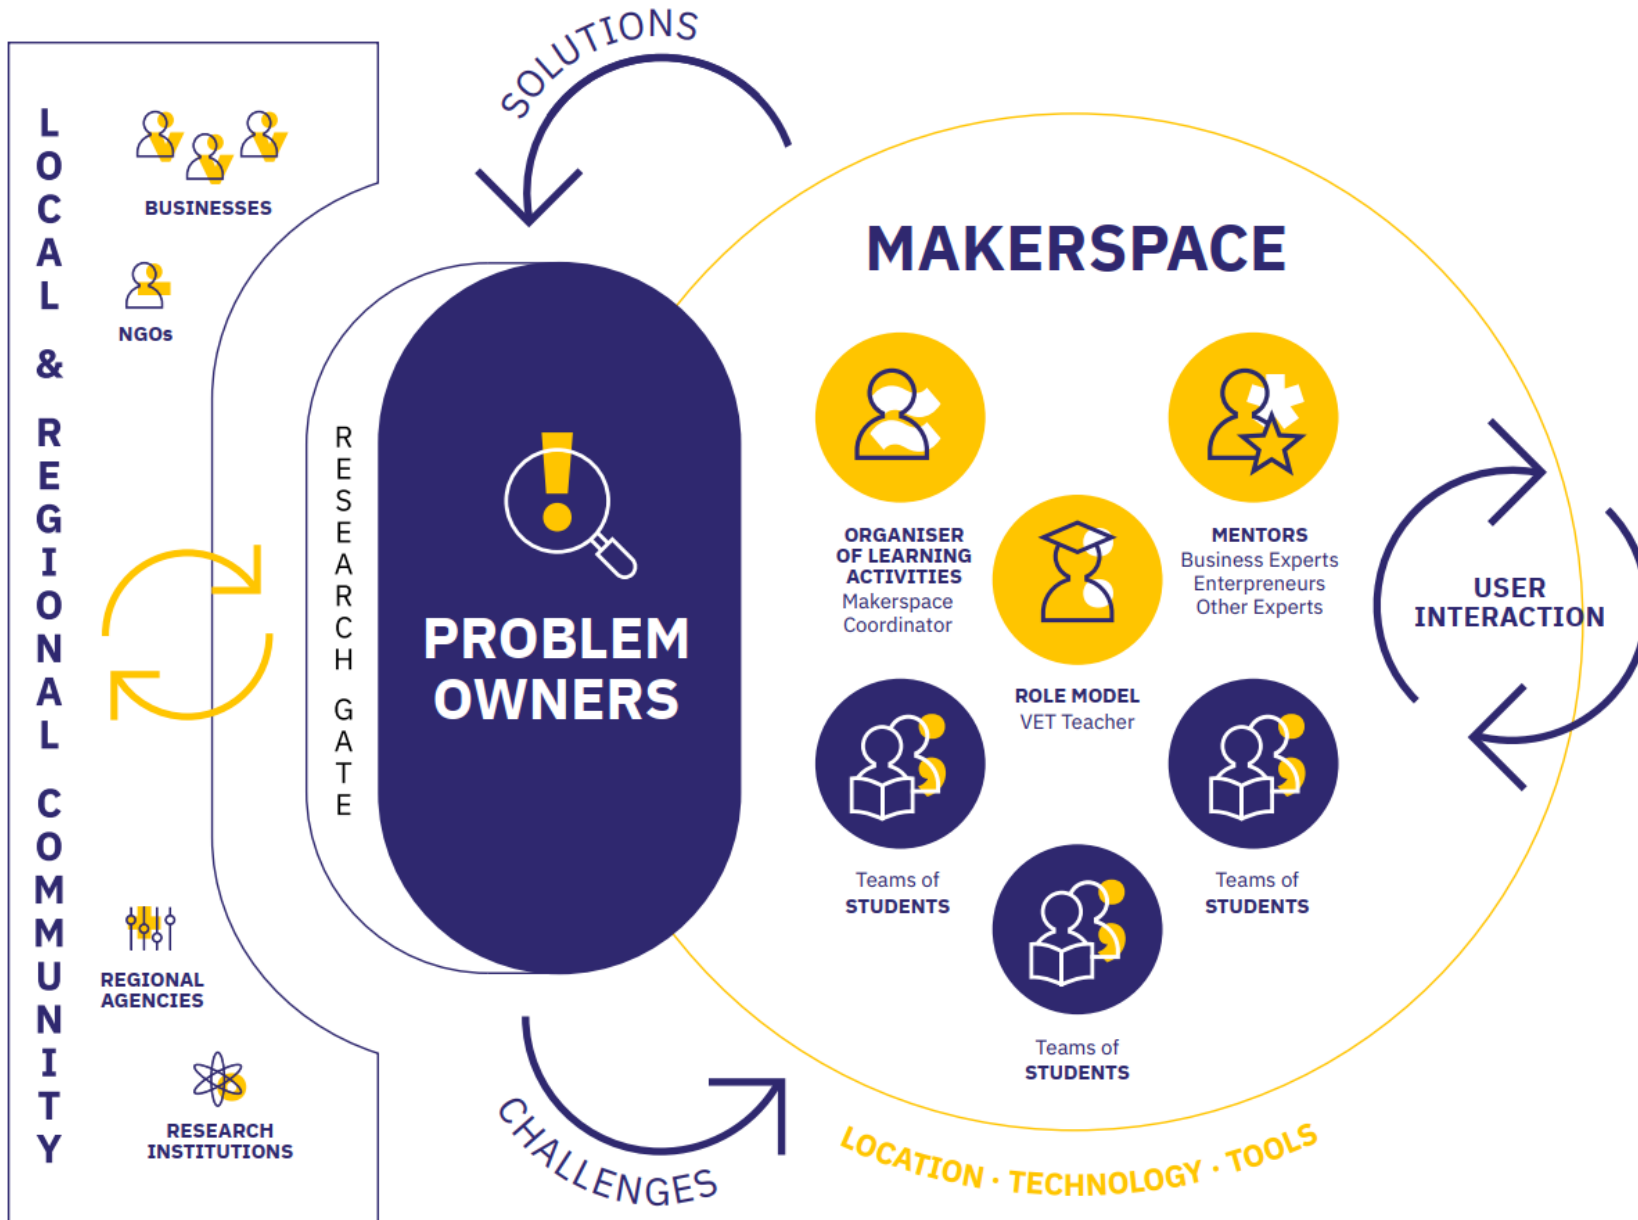 LOCAL & REGIONAL COMMUNITY
BUSINESSES
NGOs
REGIONAL
AGENCIES
RESEARCH
INSTITUTIONS
RESEARCH GATE
SOLUTIONS
PROBLEM
OWNERS
CHALLENGES
MAKERSPACE
ORGANISER
OF LEARNING
ACTIVITIES
Makerspace
Coordinator
MENTORS
Business Experts
Enterpreneurs
Other Experts
ROLE MODEL
VET Teacher
Teams of
STUDENTS
Teams of
STUDENTS
Teams of
STUDENTS
USER
INTERACTION
LOCATION · TECHNOLOGY · TOOLS